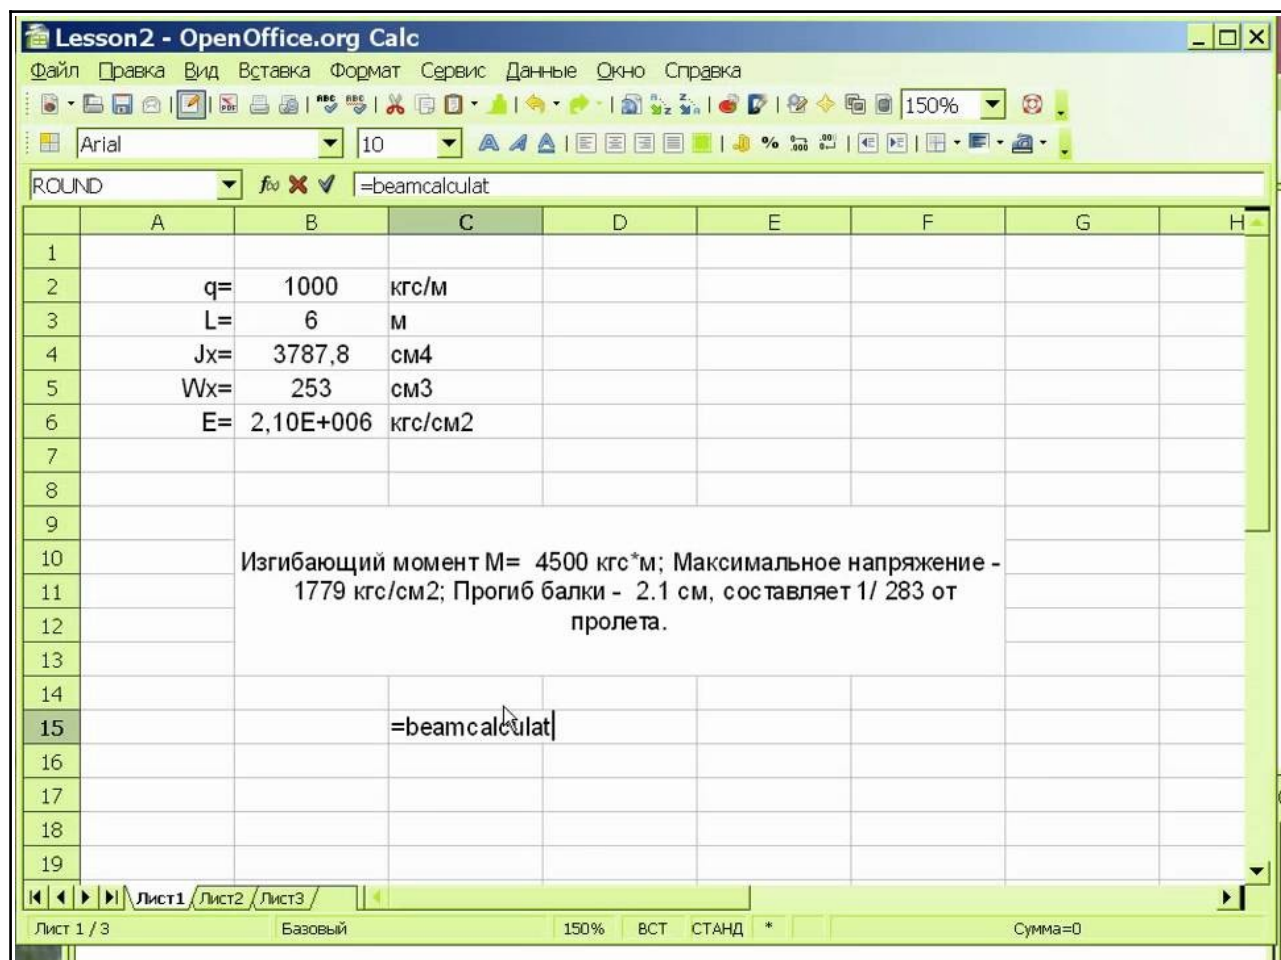 Lesson2 - OpenOffice.org Calc
Файл Правка Вид Вставка Формат Сервис Данные Окно Справка
150%
Arial 10
ROUND =beamcalculat
A B C D E F G H
1
2 q= 1000 кгс/м
3 L= 6 м
4 Jx= 3787,8 см4
5 Wx= 253 см3
6 E= 2,10E+006 кгс/см2
7
8
9
10 Изгибающий момент M= 4500 кгс*м; Максимальное напряжение -
11 1779 кгс/см2; Прогиб балки - 2.1 см, составляет 1/ 283 от
12 пролета.
13
14
15 =beamcalculat
16
17
18
19
Лист1 Лист2 Лист3
Лист 1 / 3 Базовый 150% ВСТ СТАНД * Сумма=0